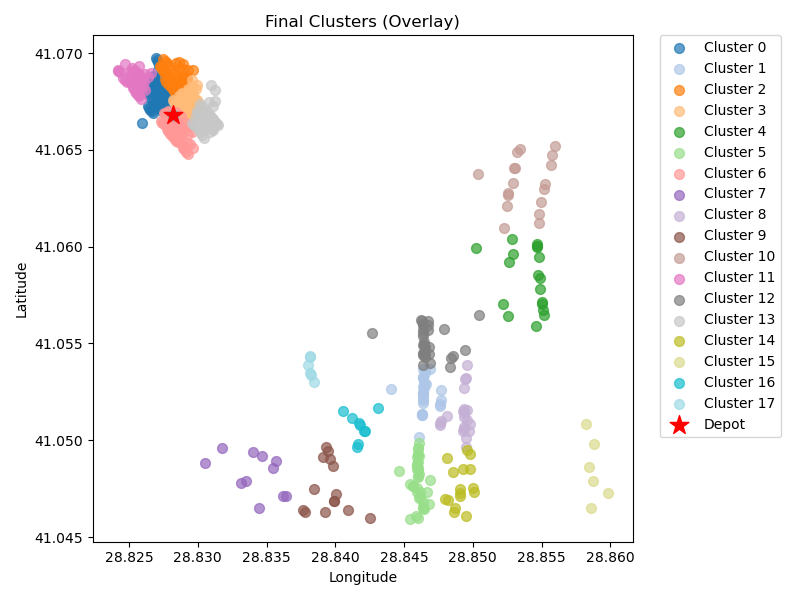 Final Clusters (Overlay)
41.070
41.065
41.060
41.055
41.050
41.045
Latitude
28.825 28.830 28.835 28.840 28.845 28.850 28.855 28.860
Longitude
Cluster 0
Cluster 1
Cluster 2
Cluster 3
Cluster 4
Cluster 5
Cluster 6
Cluster 7
Cluster 8
Cluster 9
Cluster 10
Cluster 11
Cluster 12
Cluster 13
Cluster 14
Cluster 15
Cluster 16
Cluster 17
Depot